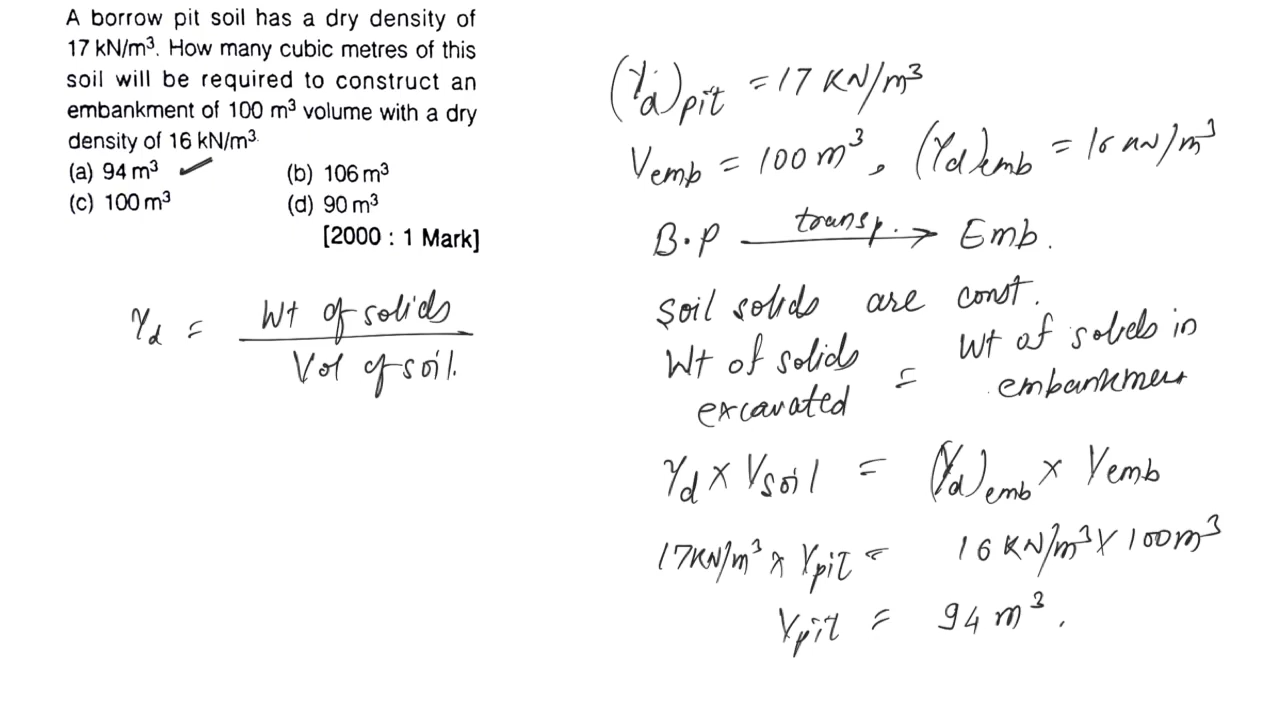 A borrow pit soil has a dry density of
17 kN/m³. How many cubic metres of this
soil will be required to construct an
embankment of 100 m³ volume with a dry
density of 16 kN/m³.
(a) 94 m³ ✓ (b) 106 m³
(c) 100 m³ (d) 90 m³
[2000 : 1 Mark]
γd = Wt of solids / Vol of soil.
(γd)pit = 17 KN/m³
Vemb = 100 m³, (γd)emb = 16 kN/m³
B.P transp. → Emb.
Soil solids are const.
Wt of solids excavated = Wt of solids in embankment
γd × Vsoil = (γd)emb × Vemb
17KN/m³ × Vpit = 16 KN/m³ × 100m³
Vpit = 94 m³.